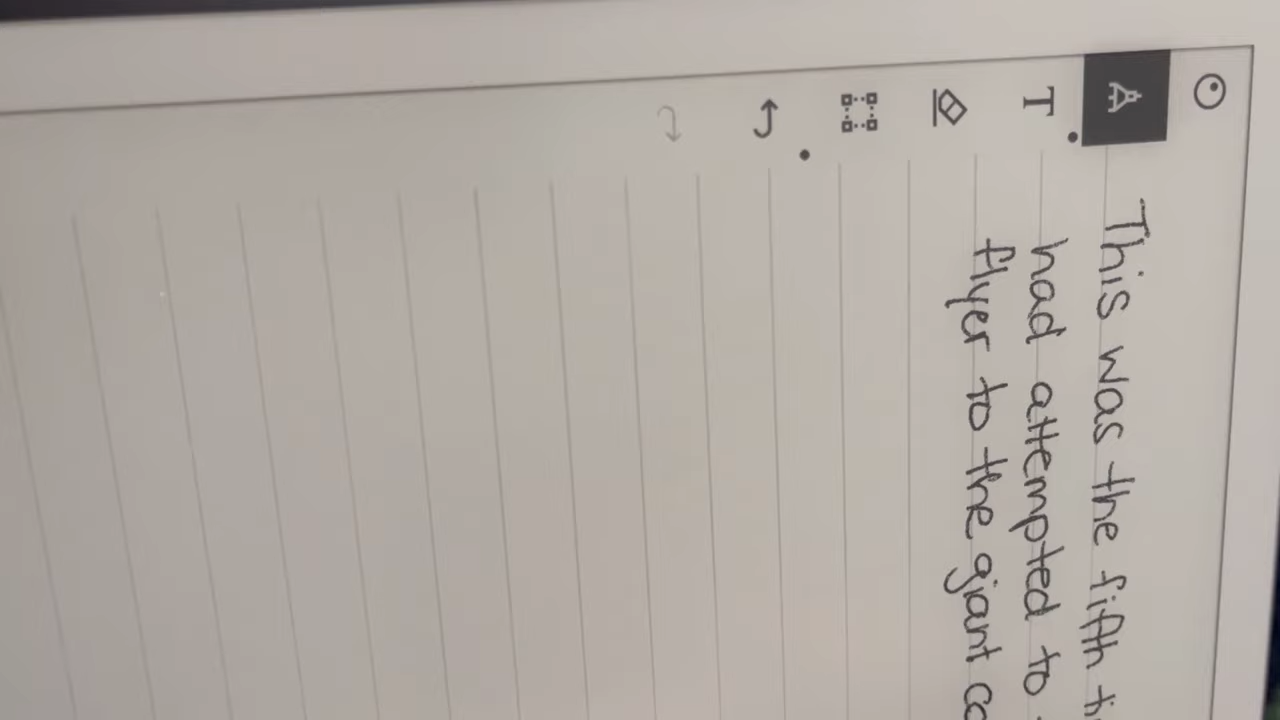 This was the fifth
had attempted to
flyer to the giant
T